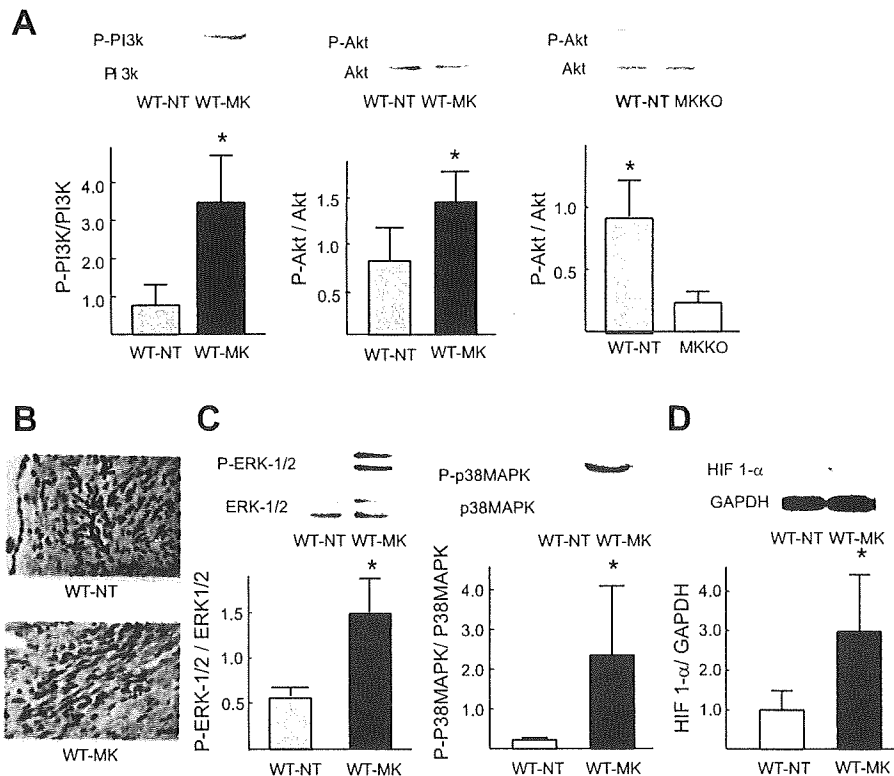 A
P-PI3k
PI 3k
WT-NT WT-MK
P-PI3K/PI3K
4.0
3.0
2.0
1.0
*
WT-NT WT-MK
P-Akt
Akt
WT-NT WT-MK
P-Akt / Akt
1.5
1.0
0.5
*
WT-NT WT-MK
P-Akt
Akt
WT-NT MKKO
P-Akt / Akt
1.0
0.5
*
WT-NT MKKO
B
WT-NT
WT-MK
C
P-ERK-1/2
ERK-1/2
WT-NT WT-MK
P-ERK-1/2 / ERK1/2
1.5
1.0
0.5
*
WT-NT WT-MK
P-p38MAPK
p38MAPK
WT-NT WT-MK
P-P38MAPK/ P38MAPK
4.0
3.0
2.0
1.0
*
WT-NT WT-MK
D
HIF 1-α
GAPDH
WT-NT WT-MK
HIF 1-α/ GAPDH
4.0
3.0
2.0
1.0
*
WT-NT WT-MK